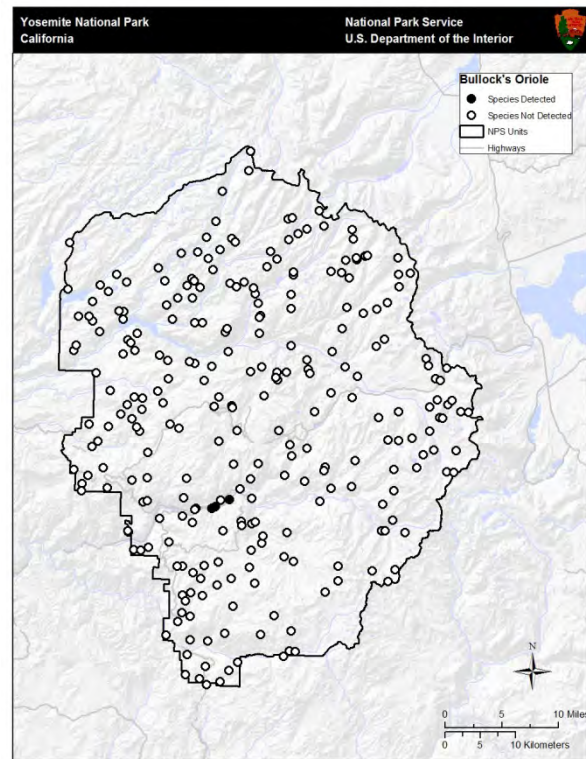 Yosemite National Park
California
National Park Service
U.S. Department of the Interior
Bullock's Oriole
Species Detected
Species Not Detected
NPS Units
Highways
N
0 5 10 Miles
0 5 10 Kilometers